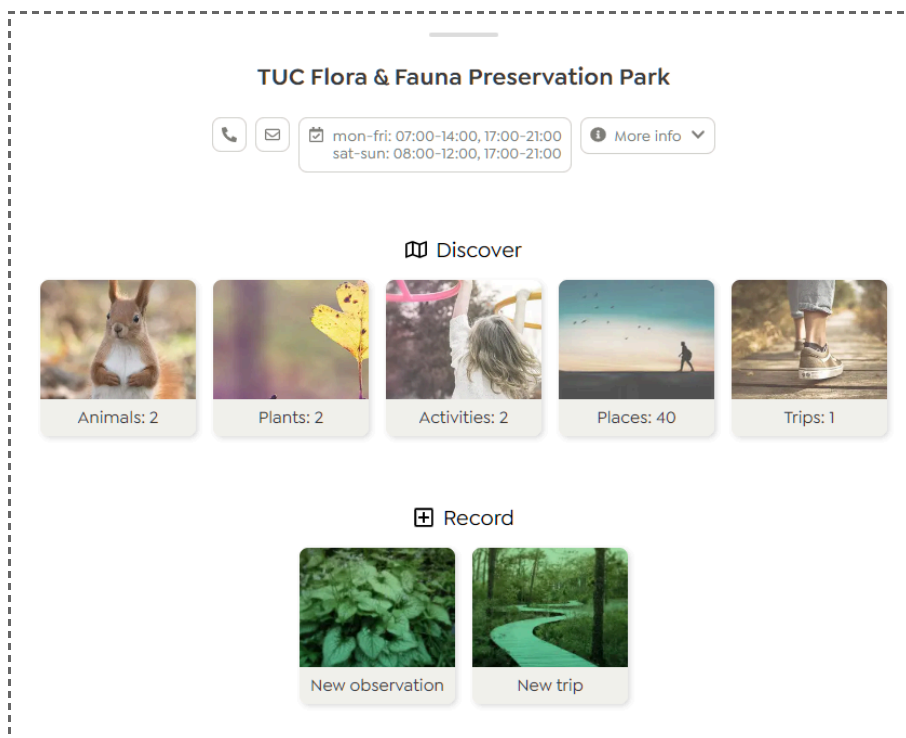 TUC Flora & Fauna Preservation Park
mon-fri: 07:00-14:00, 17:00-21:00
sat-sun: 08:00-12:00, 17:00-21:00
More info
Discover
Animals: 2
Plants: 2
Activities: 2
Places: 40
Trips: 1
Record
New observation
New trip